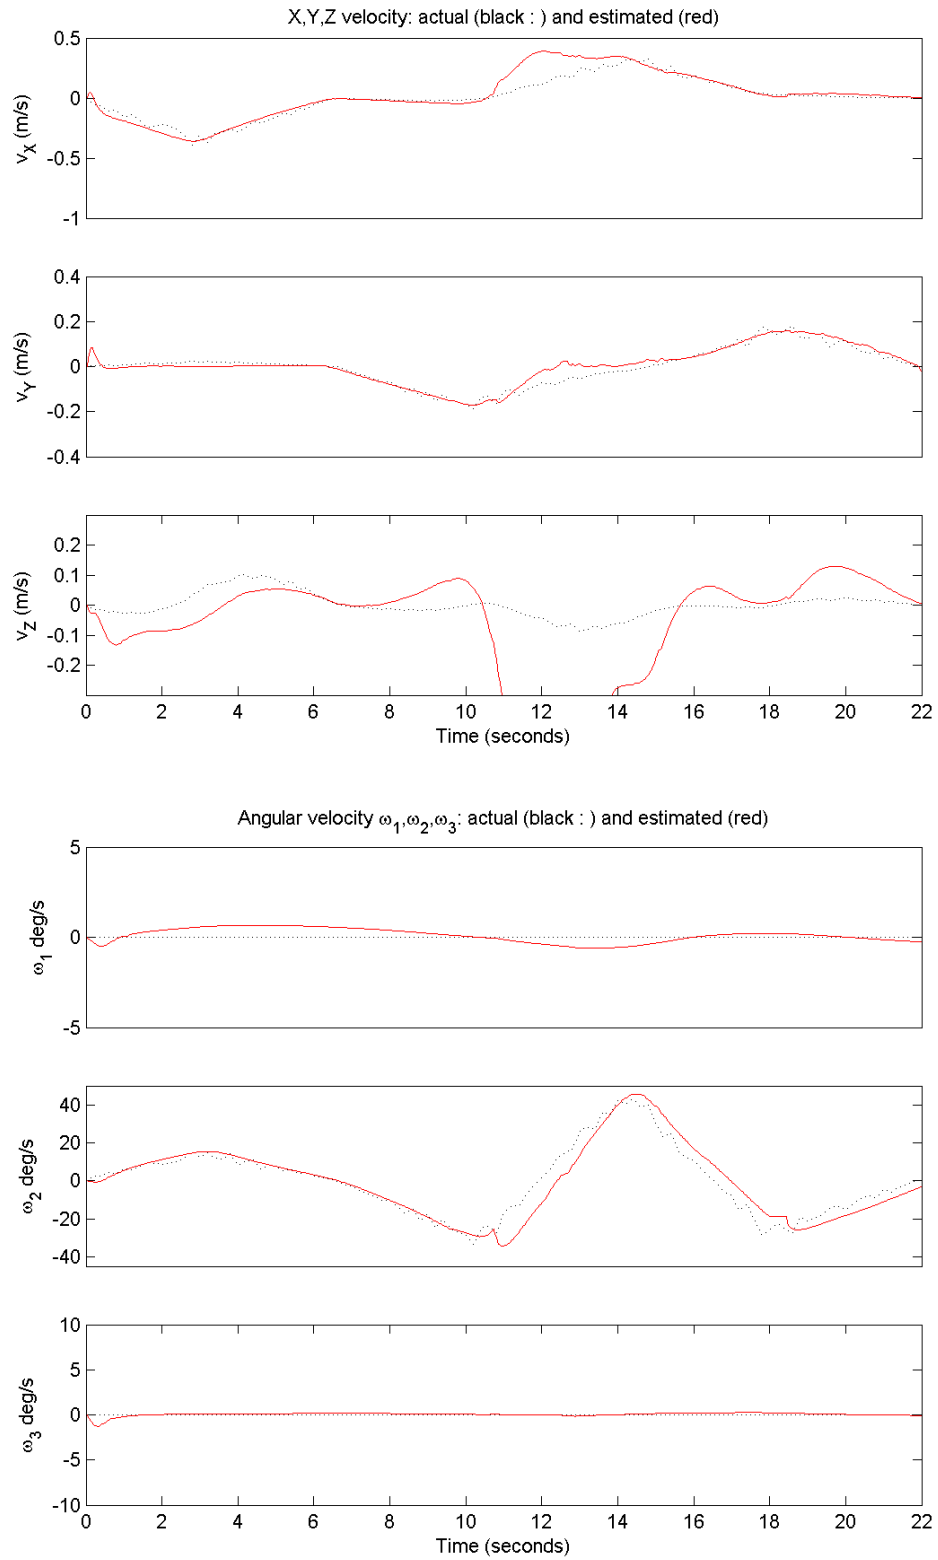 X,Y,Z velocity: actual (black : ) and estimated (red)
0.5
0
-0.5
-1
vX (m/s)
0.4
0.2
0
-0.2
-0.4
vY (m/s)
0.2
0.1
0
-0.1
-0.2
vZ (m/s)
0 2 4 6 8 10 12 14 16 18 20 22
Time (seconds)
Angular velocity ω1,ω2,ω3: actual (black : ) and estimated (red)
5
0
-5
ω1 deg/s
40
20
0
-20
-40
ω2 deg/s
10
5
0
-5
-10
ω3 deg/s
0 2 4 6 8 10 12 14 16 18 20 22
Time (seconds)